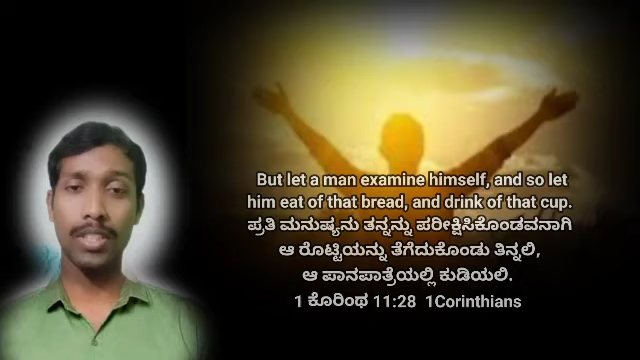 But let a man examine himself, and so let
him eat of that bread, and drink of that cup.
ಪ್ರತಿ ಮನುಷ್ಯನು ತನ್ನನ್ನು ಪರೀಕ್ಷಿಸಿಕೊಂಡವನಾಗಿ
ಆ ರೊಟ್ಟಿಯನ್ನು ತೆಗೆದುಕೊಂಡು ತಿನ್ನಲಿ,
ಆ ಪಾನಪಾತ್ರೆಯಲ್ಲಿ ಕುಡಿಯಲಿ.
1 ಕೊರಿಂಥ 11:28 1Corinthians